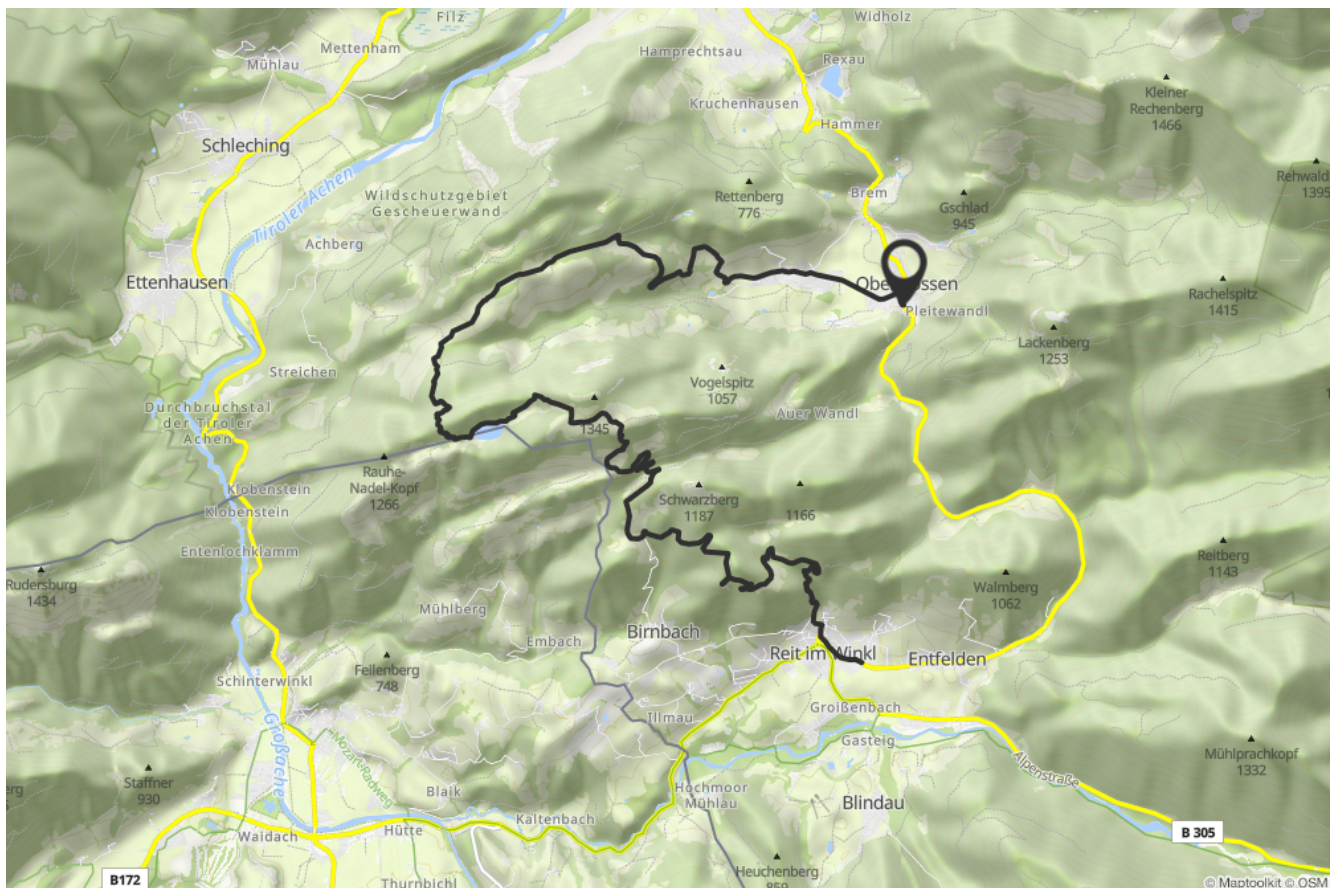 Filz
Widholz
Mettenham
Hamprechtsau
Mühlau
Rexau
Kleiner
Rechenberg
1466
Kruchenhausen
Hammer
Schleching
Rehwald
1395
Tiroler Achen
Wildschutzgebiet
Gescheuerwand
Rettenberg
776
Brem
Gschlad
945
Achberg
Ettenhausen
Rachelspitz
1415
Pleitewandl
Lackenberg
1253
Streichen
Vogelspitz
1057
Durchbruchstal
der Tiroler
Achen
Auer Wandl
1345
Rauhe-
Nadel-Kopf
1266
Klobenstein
Klobenstein
Schwarzberg
1187
1166
Entenlochklamm
Reitberg
1143
Rudersburg
1434
Walmberg
1062
Mühlberg
Embach
Birnbach
Reit im Winkl
Entfelden
Feilenberg
748
Schinterwinkl
Großache
Illmau
Groißenbach
Gasteig
Mozart-Radweg
Staffner
930
Alpenstraße
Mühlprachkopf
1332
Blaik
Hochmoor
Mühlau
Blindau
Waidach
Hütte
Kaltenbach
B 305
B172
Thurnbichl
Heuchenberg
859
© Maptoolkit © OSM